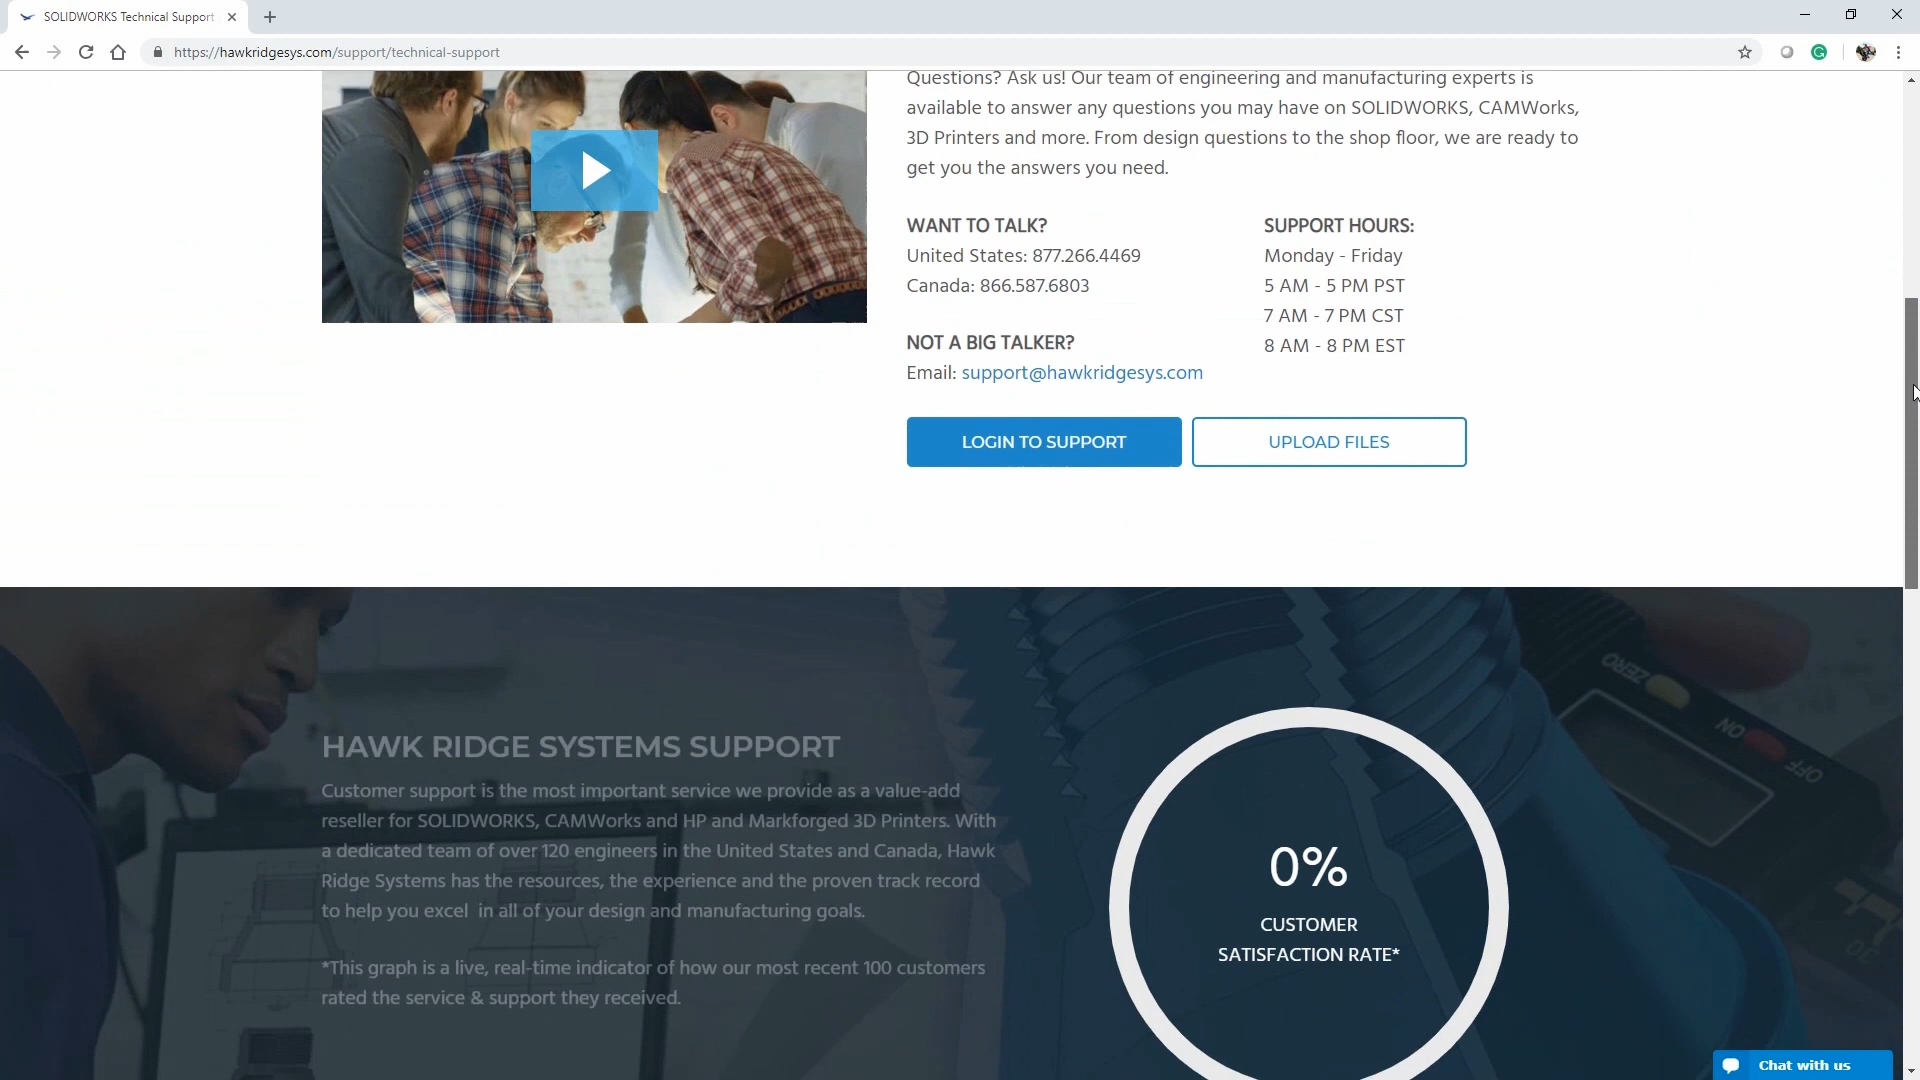 SOLIDWORKS Technical Support
https://hawkridgesys.com/support/technical-support
Questions? Ask us! Our team of engineering and manufacturing experts is
available to answer any questions you may have on SOLIDWORKS, CAMWorks,
3D Printers and more. From design questions to the shop floor, we are ready to
get you the answers you need.
WANT TO TALK?
United States: 877.266.4469
Canada: 866.587.6803
NOT A BIG TALKER?
Email: support@hawkridgesys.com
SUPPORT HOURS:
Monday - Friday
5 AM - 5 PM PST
7 AM - 7 PM CST
8 AM - 8 PM EST
LOGIN TO SUPPORT
UPLOAD FILES
HAWK RIDGE SYSTEMS SUPPORT
Customer support is the most important service we provide as a value-add
reseller for SOLIDWORKS, CAMWorks and HP and Markforged 3D Printers. With
a dedicated team of over 120 engineers in the United States and Canada, Hawk
Ridge Systems has the resources, the experience and the proven track record
to help you excel in all of your design and manufacturing goals.
*This graph is a live, real-time indicator of how our most recent 100 customers
rated the service & support they received.
0%
CUSTOMER
SATISFACTION RATE*
ZERO
ON
OFF
Chat with us